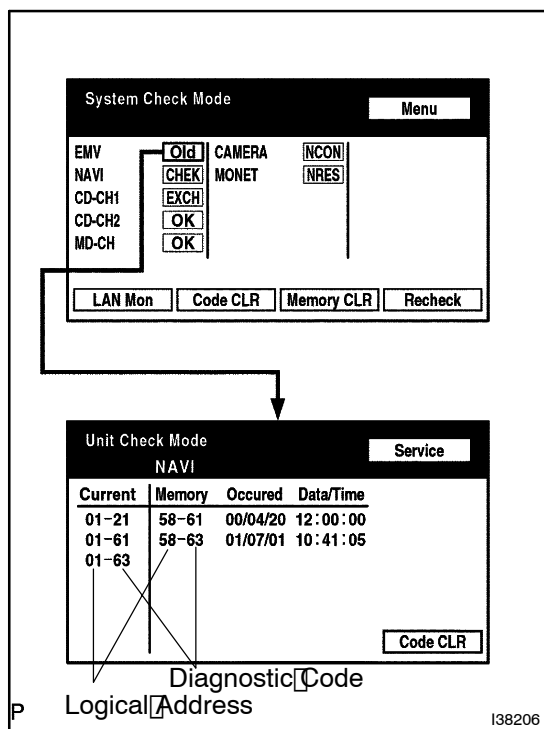 System Check Mode Menu
EMV Old CAMERA NCON
NAVI CHEK MONET NRES
CD-CH1 EXCH
CD-CH2 OK
MD-CH OK
LAN Mon Code CLR Memory CLR Recheck
Unit Check Mode Service
NAVI
Current Memory Occured Data/Time
01-21 58-61 00/04/20 12:00:00
01-61 58-63 01/07/01 10:41:05
01-63
Code CLR
Diagnostic Code
Logical Address
P I38206